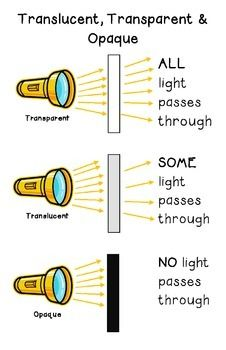 Translucent, Transparent &
Opaque
ALL
light
passes
through
Transparent
SOME
light
passes
through
Translucent
NO light
passes
through
Opaque